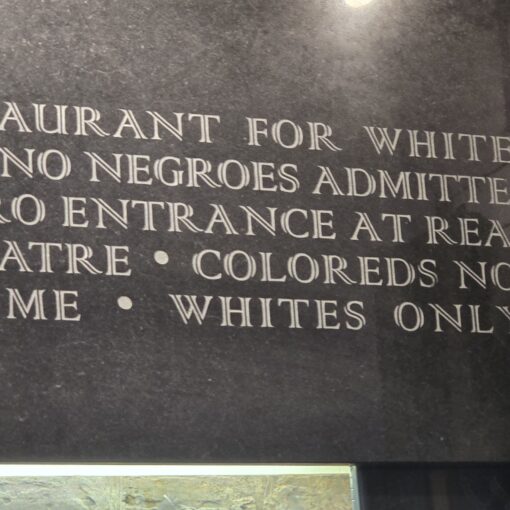 AURANT FOR WHITE
NO NEGROES ADMITTE
RO ENTRANCE AT REA
ATRE • COLOREDS NO
ME • WHITES ONLY